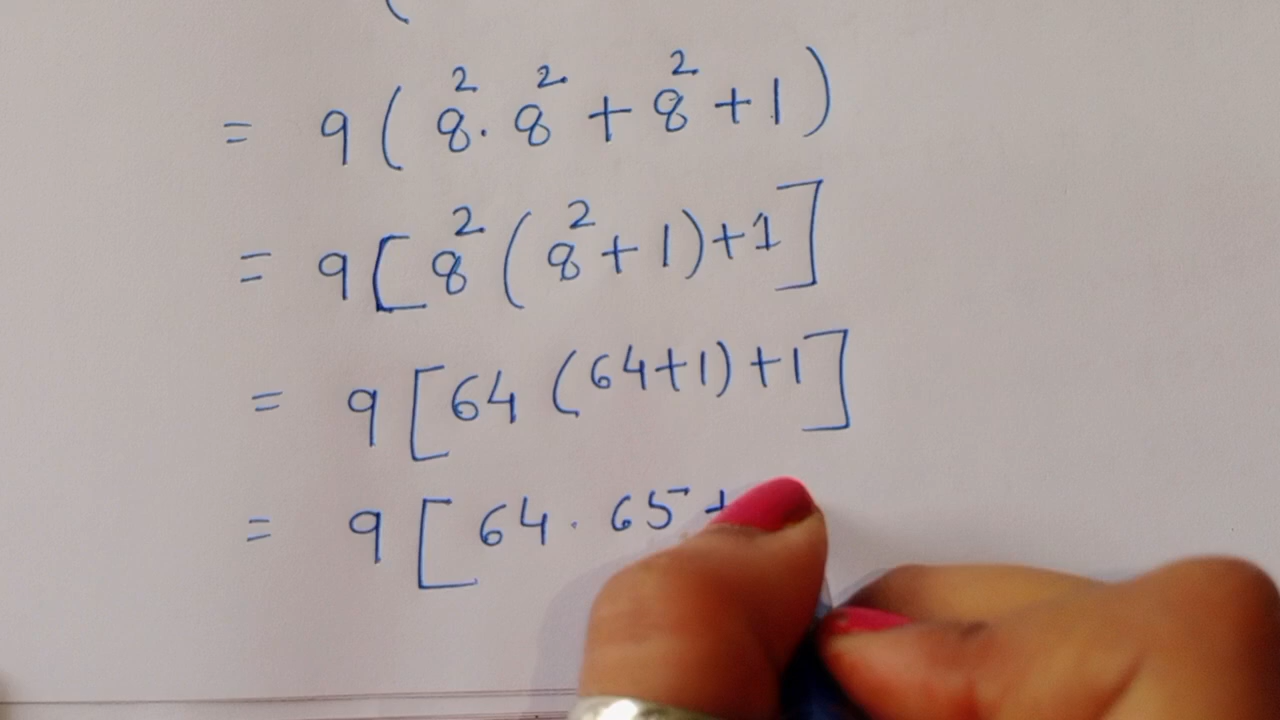 = 9 ( 8². 8² + 8² + 1 )
= 9 [ 8² ( 8² + 1 ) + 1 ]
= 9 [ 64 ( 64 + 1 ) + 1 ]
= 9 [ 64 . 65 +